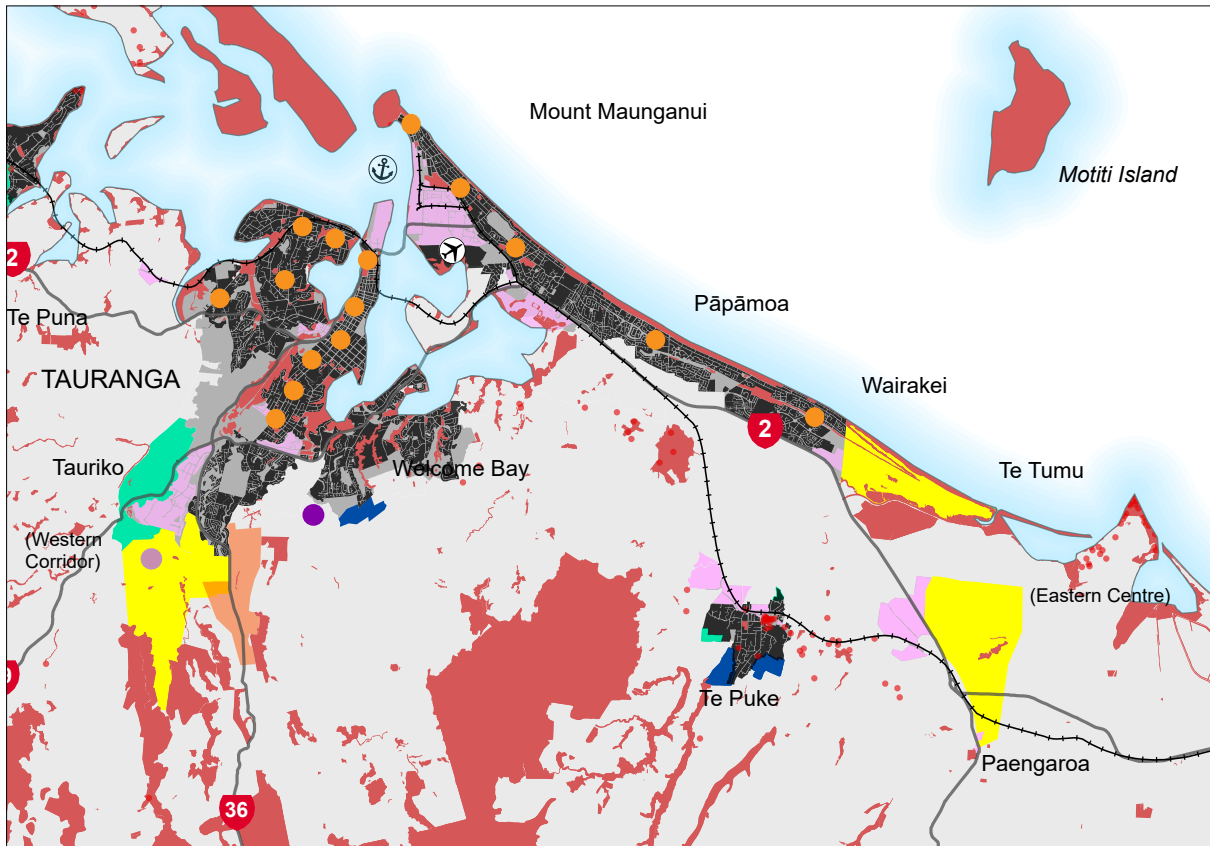 Mount Maunganui
Motiti Island
2
Te Puna
Pāpāmoa
TAURANGA
Wairakei
2
Tauriko
Welcome Bay
Te Tumu
(Western
Corridor)
(Eastern Centre)
Te Puke
Paengaroa
36